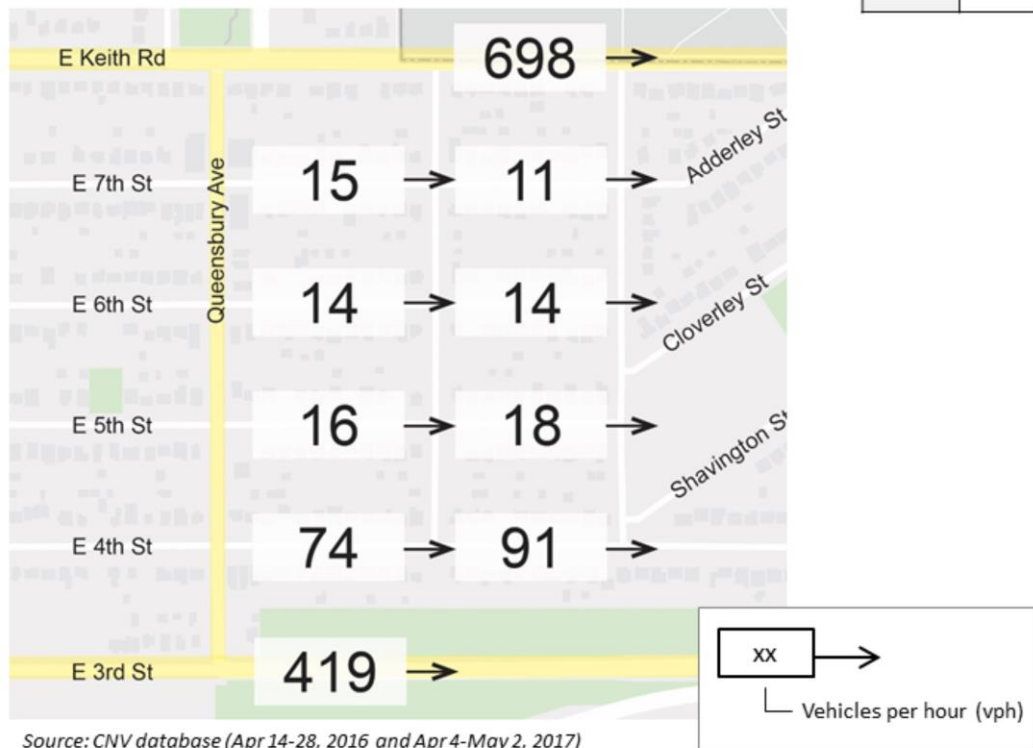 E Keith Rd
698
Queensbury Ave
Adderley St
E 7th St
15
11
E 6th St
14
14
Cloverley St
E 5th St
16
18
Shavington St
E 4th St
74
91
E 3rd St
419
xx
Vehicles per hour (vph)
Source: CNV database (Apr 14-28, 2016 and Apr 4-May 2, 2017)